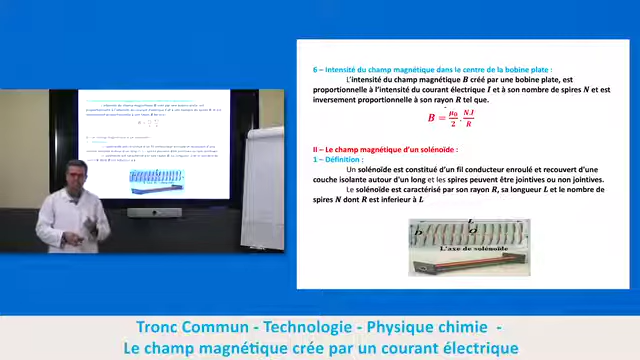 6 – Intensité du champ magnétique dans le centre de la bobine plate :
L'intensité du champ magnétique B créé par une bobine plate, est
proportionnelle à l'intensité du courant électrique I et à son nombre de spires N et est
inversement proportionnelle à son rayon R tel que.
B = μ₀/2 . N.I/R
II – Le champ magnétique d'un solénoïde :
1 – Définition :
Un solénoïde est constitué d'un fil conducteur enroulé et recouvert d'une
couche isolante autour d'un long et les spires peuvent être jointives ou non jointives.
Le solénoïde est caractérisé par son rayon R, sa longueur L et le nombre de
spires N dont R est inferieur à L
L
L'axe de solénoïde
Tronc Commun - Technologie - Physique chimie -
Le champ magnétique crée par un courant électrique